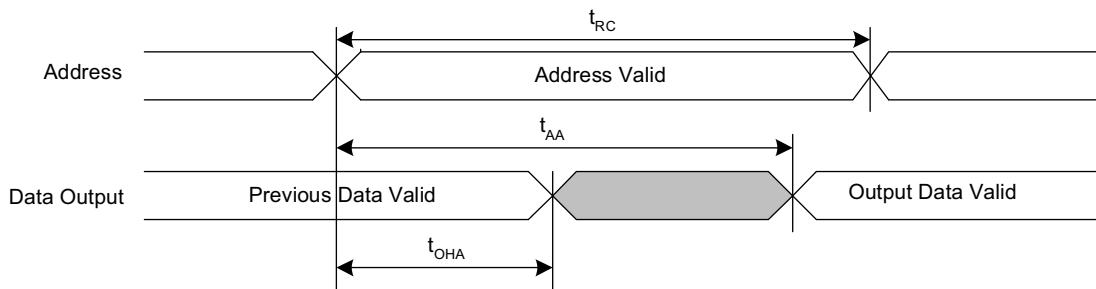 tRC
Address
Address Valid
tAA
Data Output
Previous Data Valid
Output Data Valid
tOHA